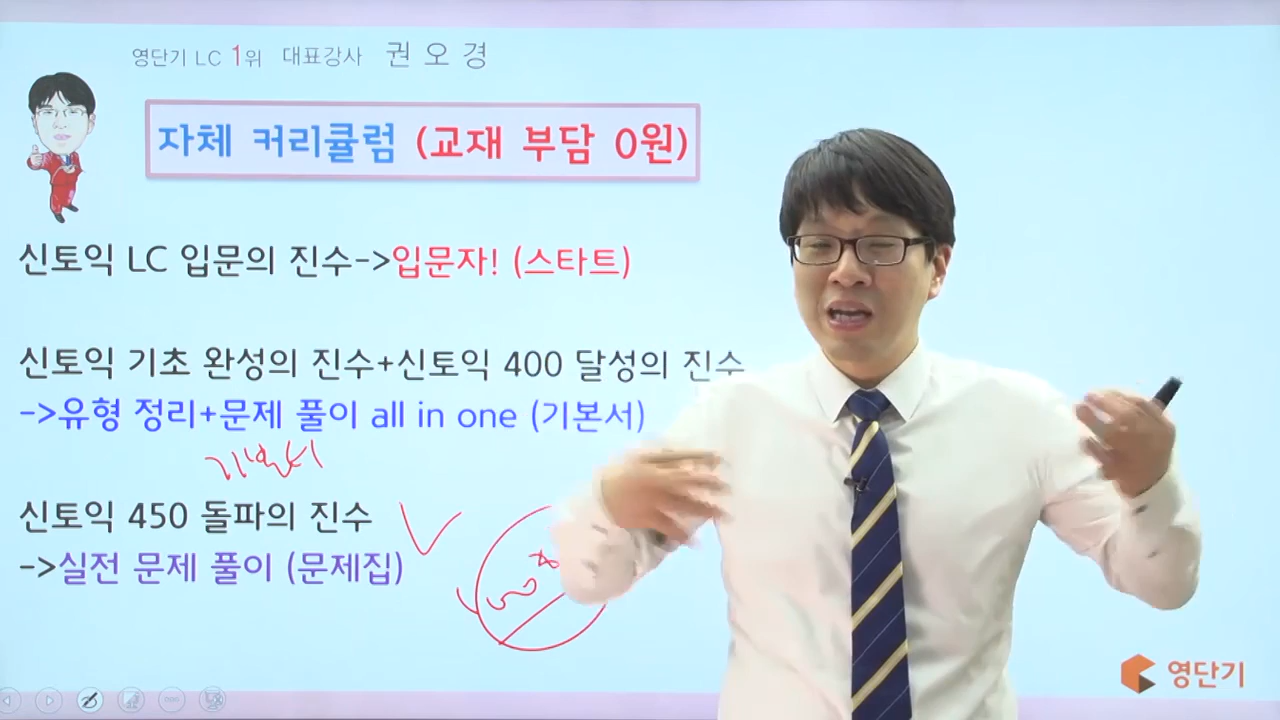 영단기 LC 1위 대표강사 권오경
자체 커리큘럼 (교재 부담 0원)
신토익 LC 입문의 진수->입문자! (스타트)
신토익 기초 완성의 진수+신토익 400 달성의 진수
->유형 정리+문제 풀이 all in one (기본서)
신토익 450 돌파의 진수
->실전 문제 풀이 (문제집)
영단기